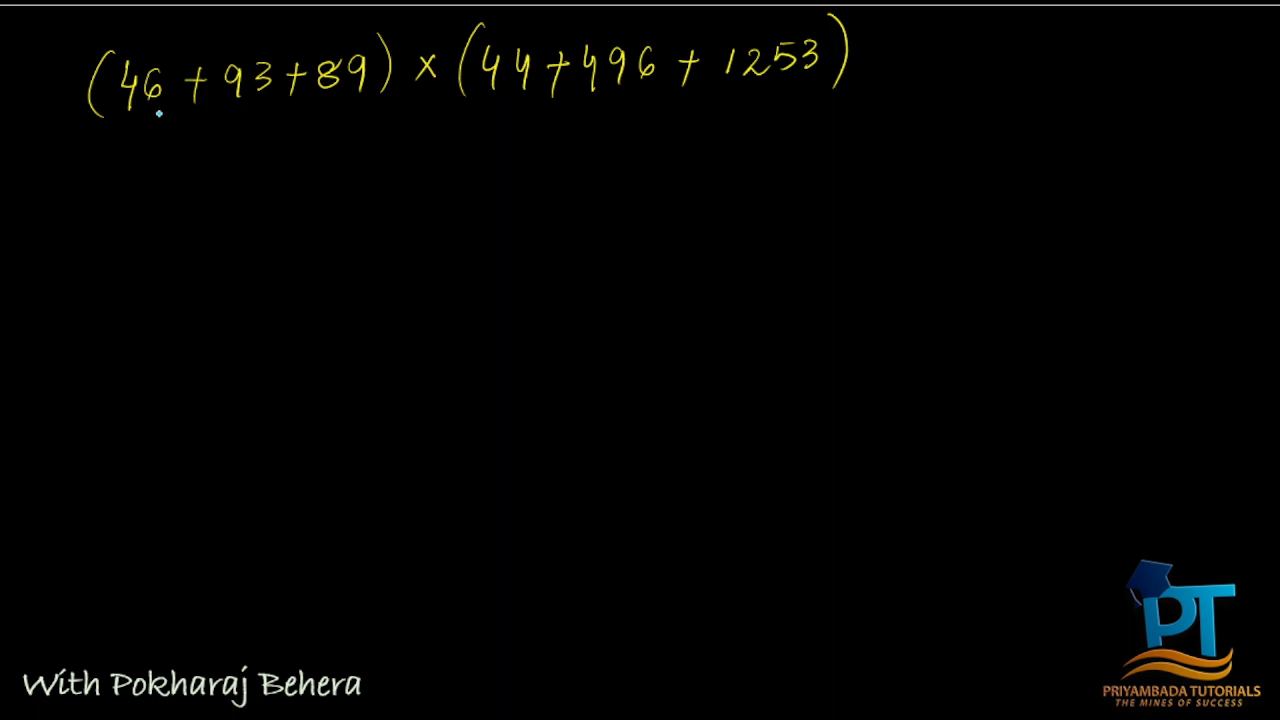 (46 + 93 + 89) × (44 + 496 + 1253)
With Pokharaj Behera
PT
PRIYAMBADA TUTORIALS
THE MINES OF SUCCESS